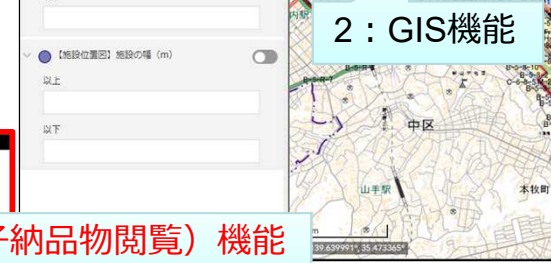 2：GIS機能
【施設位置図】施設の幅（m）
以上
以下
中区
山手駅
本牧町
39.639991°, 35.473365°
子納品物閲覧）機能